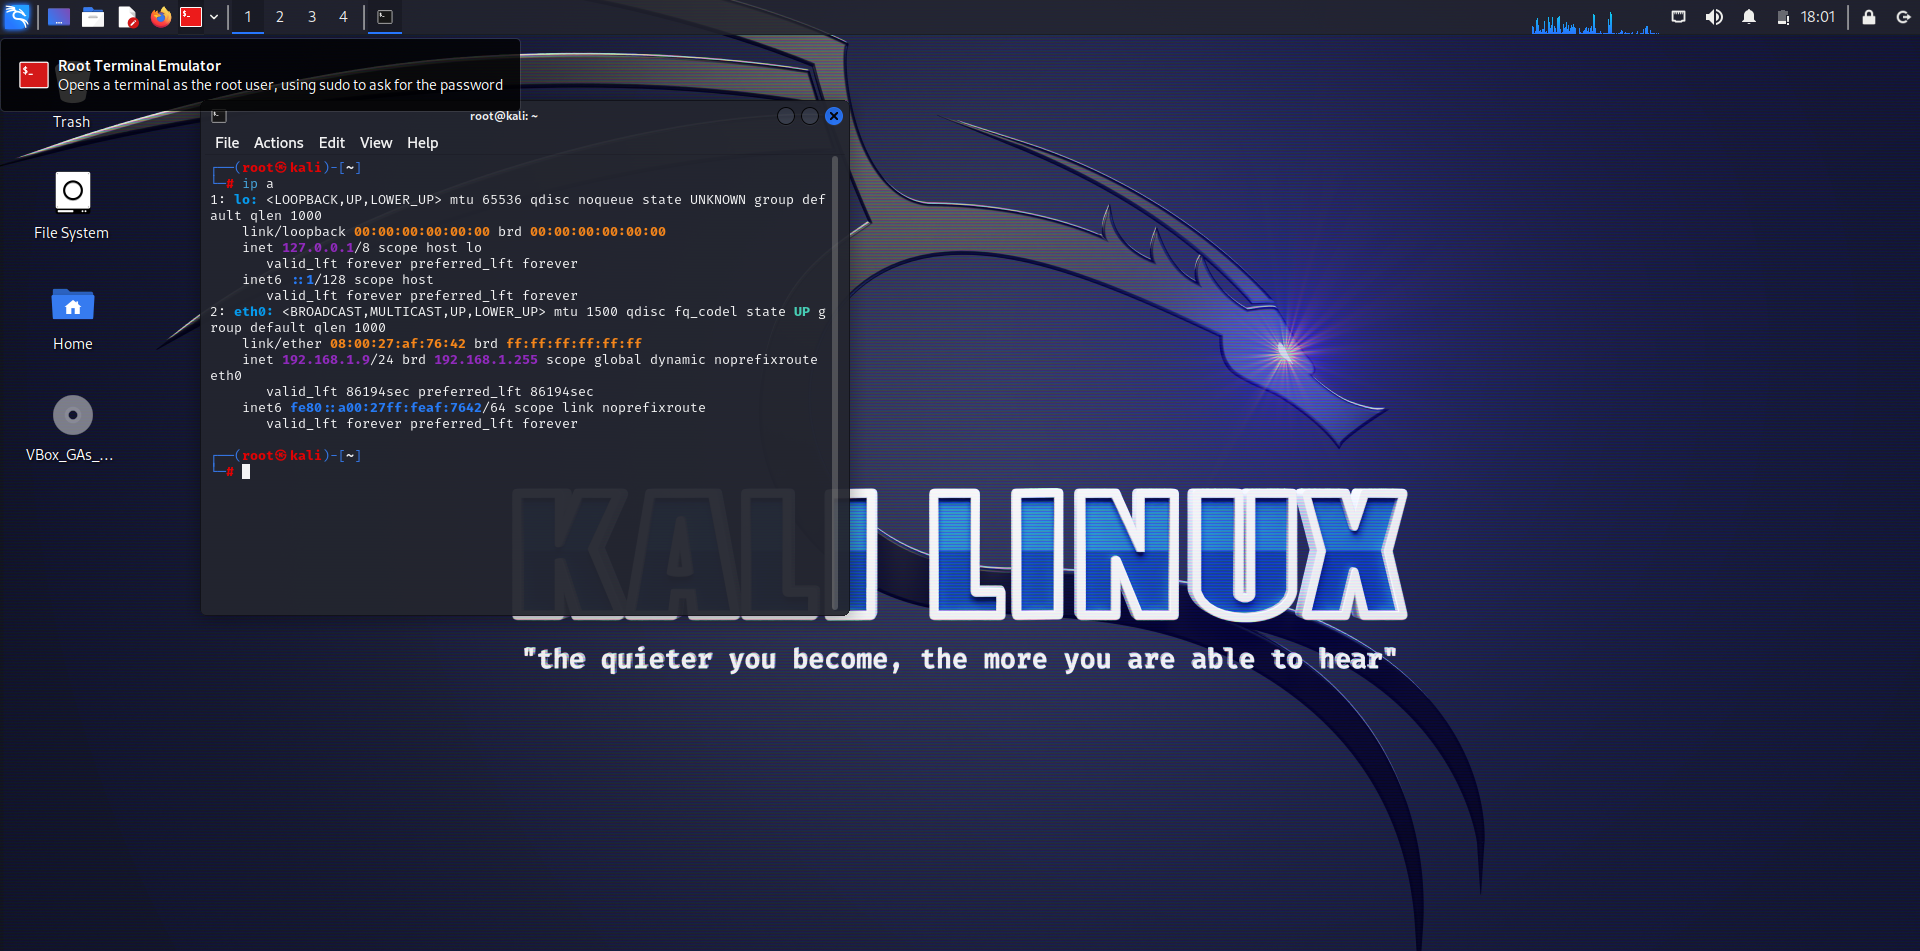 1 2 3 4
18:01
Root Terminal Emulator
Opens a terminal as the root user, using sudo to ask for the password
Trash
File System
Home
VBox_GAs_...
root@kali: ~
File Actions Edit View Help
┌──(root㉿kali)-[~]
└─# ip a
1: lo: <LOOPBACK,UP,LOWER_UP> mtu 65536 qdisc noqueue state UNKNOWN group def
ault qlen 1000
    link/loopback 00:00:00:00:00:00 brd 00:00:00:00:00:00
    inet 127.0.0.1/8 scope host lo
       valid_lft forever preferred_lft forever
    inet6 ::1/128 scope host
       valid_lft forever preferred_lft forever
2: eth0: <BROADCAST,MULTICAST,UP,LOWER_UP> mtu 1500 qdisc fq_codel state UP g
roup default qlen 1000
    link/ether 08:00:27:af:76:42 brd ff:ff:ff:ff:ff:ff
    inet 192.168.1.9/24 brd 192.168.1.255 scope global dynamic noprefixroute
eth0
       valid_lft 86194sec preferred_lft 86194sec
    inet6 fe80::a00:27ff:feaf:7642/64 scope link noprefixroute
       valid_lft forever preferred_lft forever
┌──(root㉿kali)-[~]
└─#
KALI LINUX
"the quieter you become, the more you are able to hear"